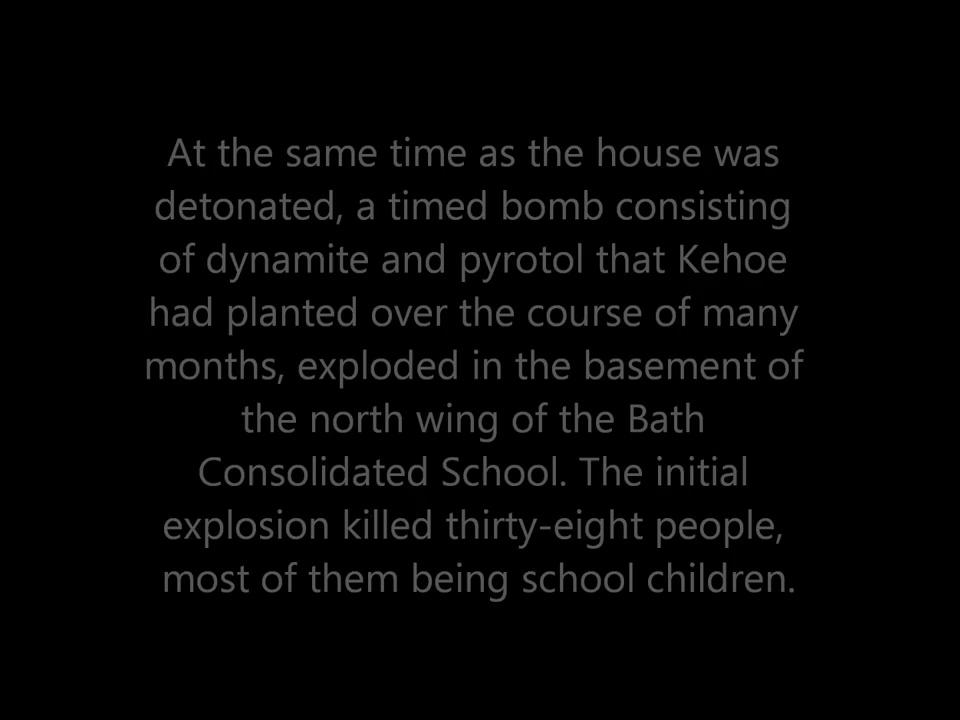 At the same time as the house was
detonated, a timed bomb consisting
of dynamite and pyrotol that Kehoe
had planted over the course of many
months, exploded in the basement of
the north wing of the Bath
Consolidated School. The initial
explosion killed thirty-eight people,
most of them being school children.